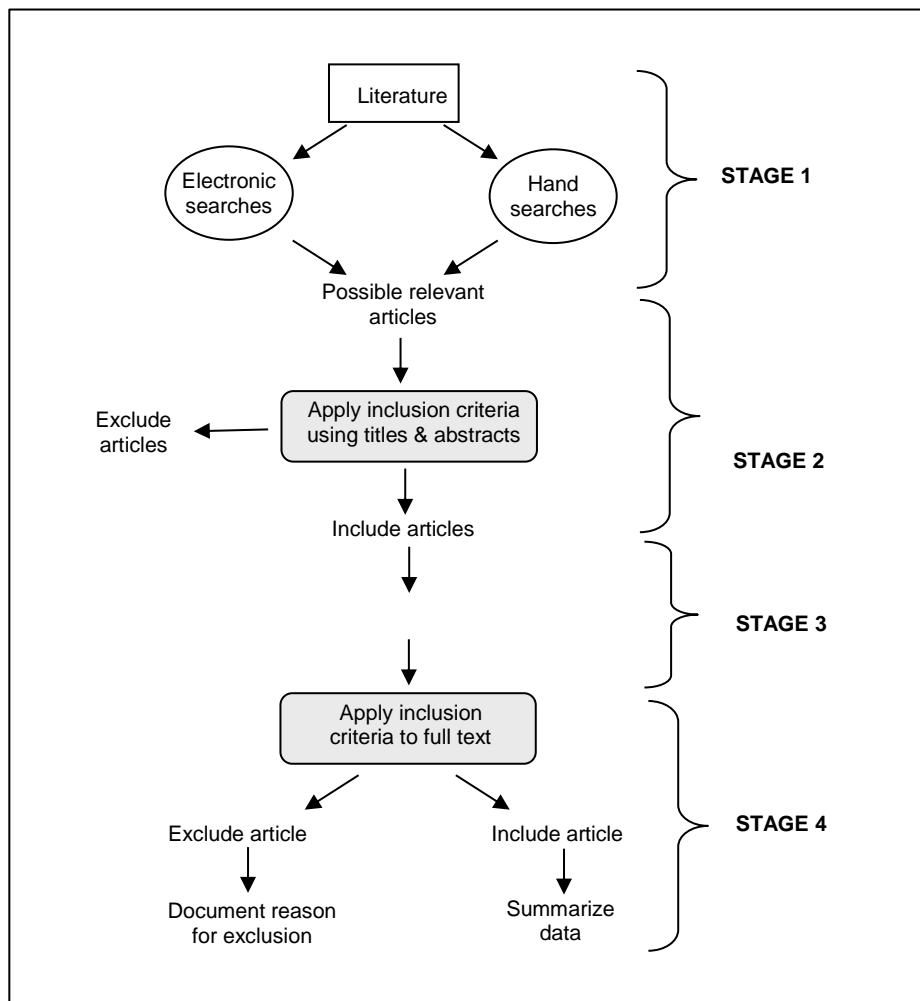 Literature
Electronic
searches
Hand
searches
STAGE 1
Possible relevant
articles
Apply inclusion criteria
using titles & abstracts
Exclude
articles
STAGE 2
Include articles
STAGE 3
Apply inclusion
criteria to full text
Exclude article
Include article
STAGE 4
Document reason
for exclusion
Summarize
data